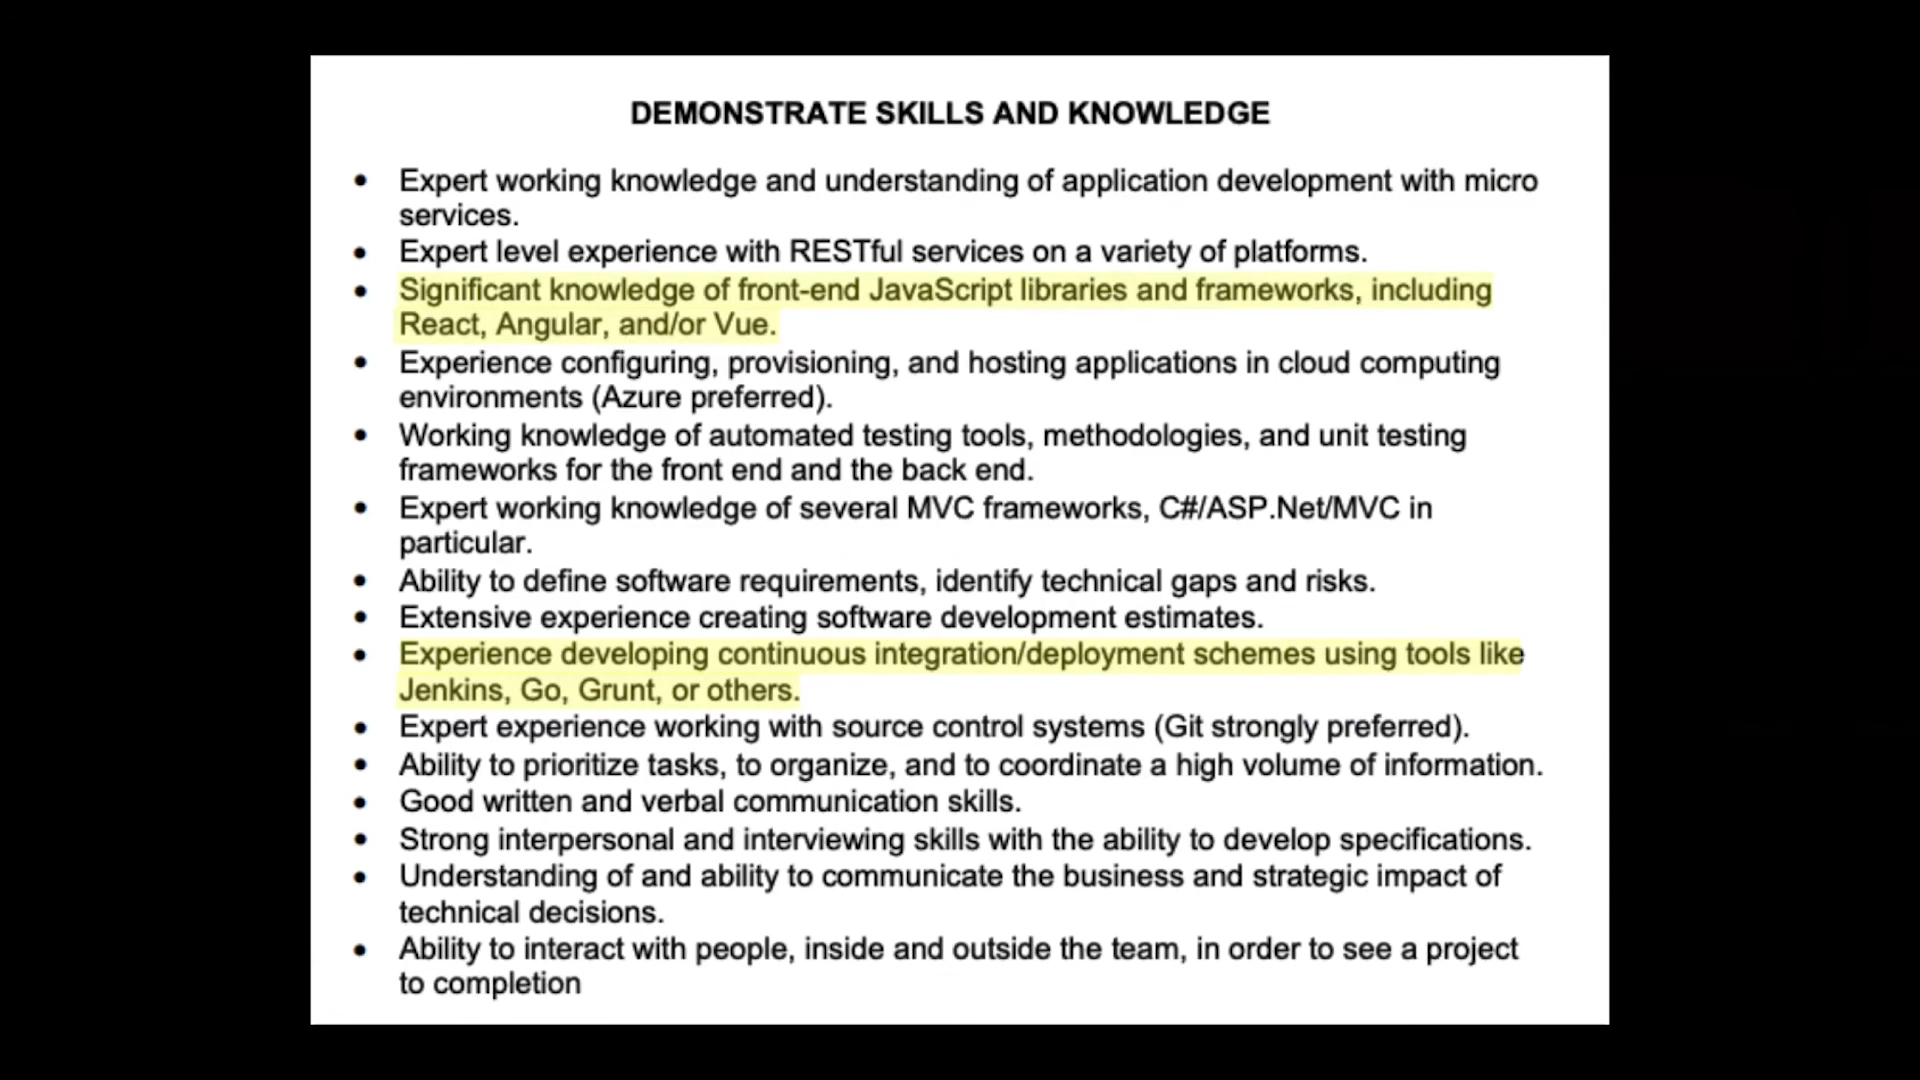 DEMONSTRATE SKILLS AND KNOWLEDGE
• Expert working knowledge and understanding of application development with micro
services.
• Expert level experience with RESTful services on a variety of platforms.
• Significant knowledge of front-end JavaScript libraries and frameworks, including
React, Angular, and/or Vue.
• Experience configuring, provisioning, and hosting applications in cloud computing
environments (Azure preferred).
• Working knowledge of automated testing tools, methodologies, and unit testing
frameworks for the front end and the back end.
• Expert working knowledge of several MVC frameworks, C#/ASP.Net/MVC in
particular.
• Ability to define software requirements, identify technical gaps and risks.
• Extensive experience creating software development estimates.
• Experience developing continuous integration/deployment schemes using tools like
Jenkins, Go, Grunt, or others.
• Expert experience working with source control systems (Git strongly preferred).
• Ability to prioritize tasks, to organize, and to coordinate a high volume of information.
• Good written and verbal communication skills.
• Strong interpersonal and interviewing skills with the ability to develop specifications.
• Understanding of and ability to communicate the business and strategic impact of
technical decisions.
• Ability to interact with people, inside and outside the team, in order to see a project
to completion